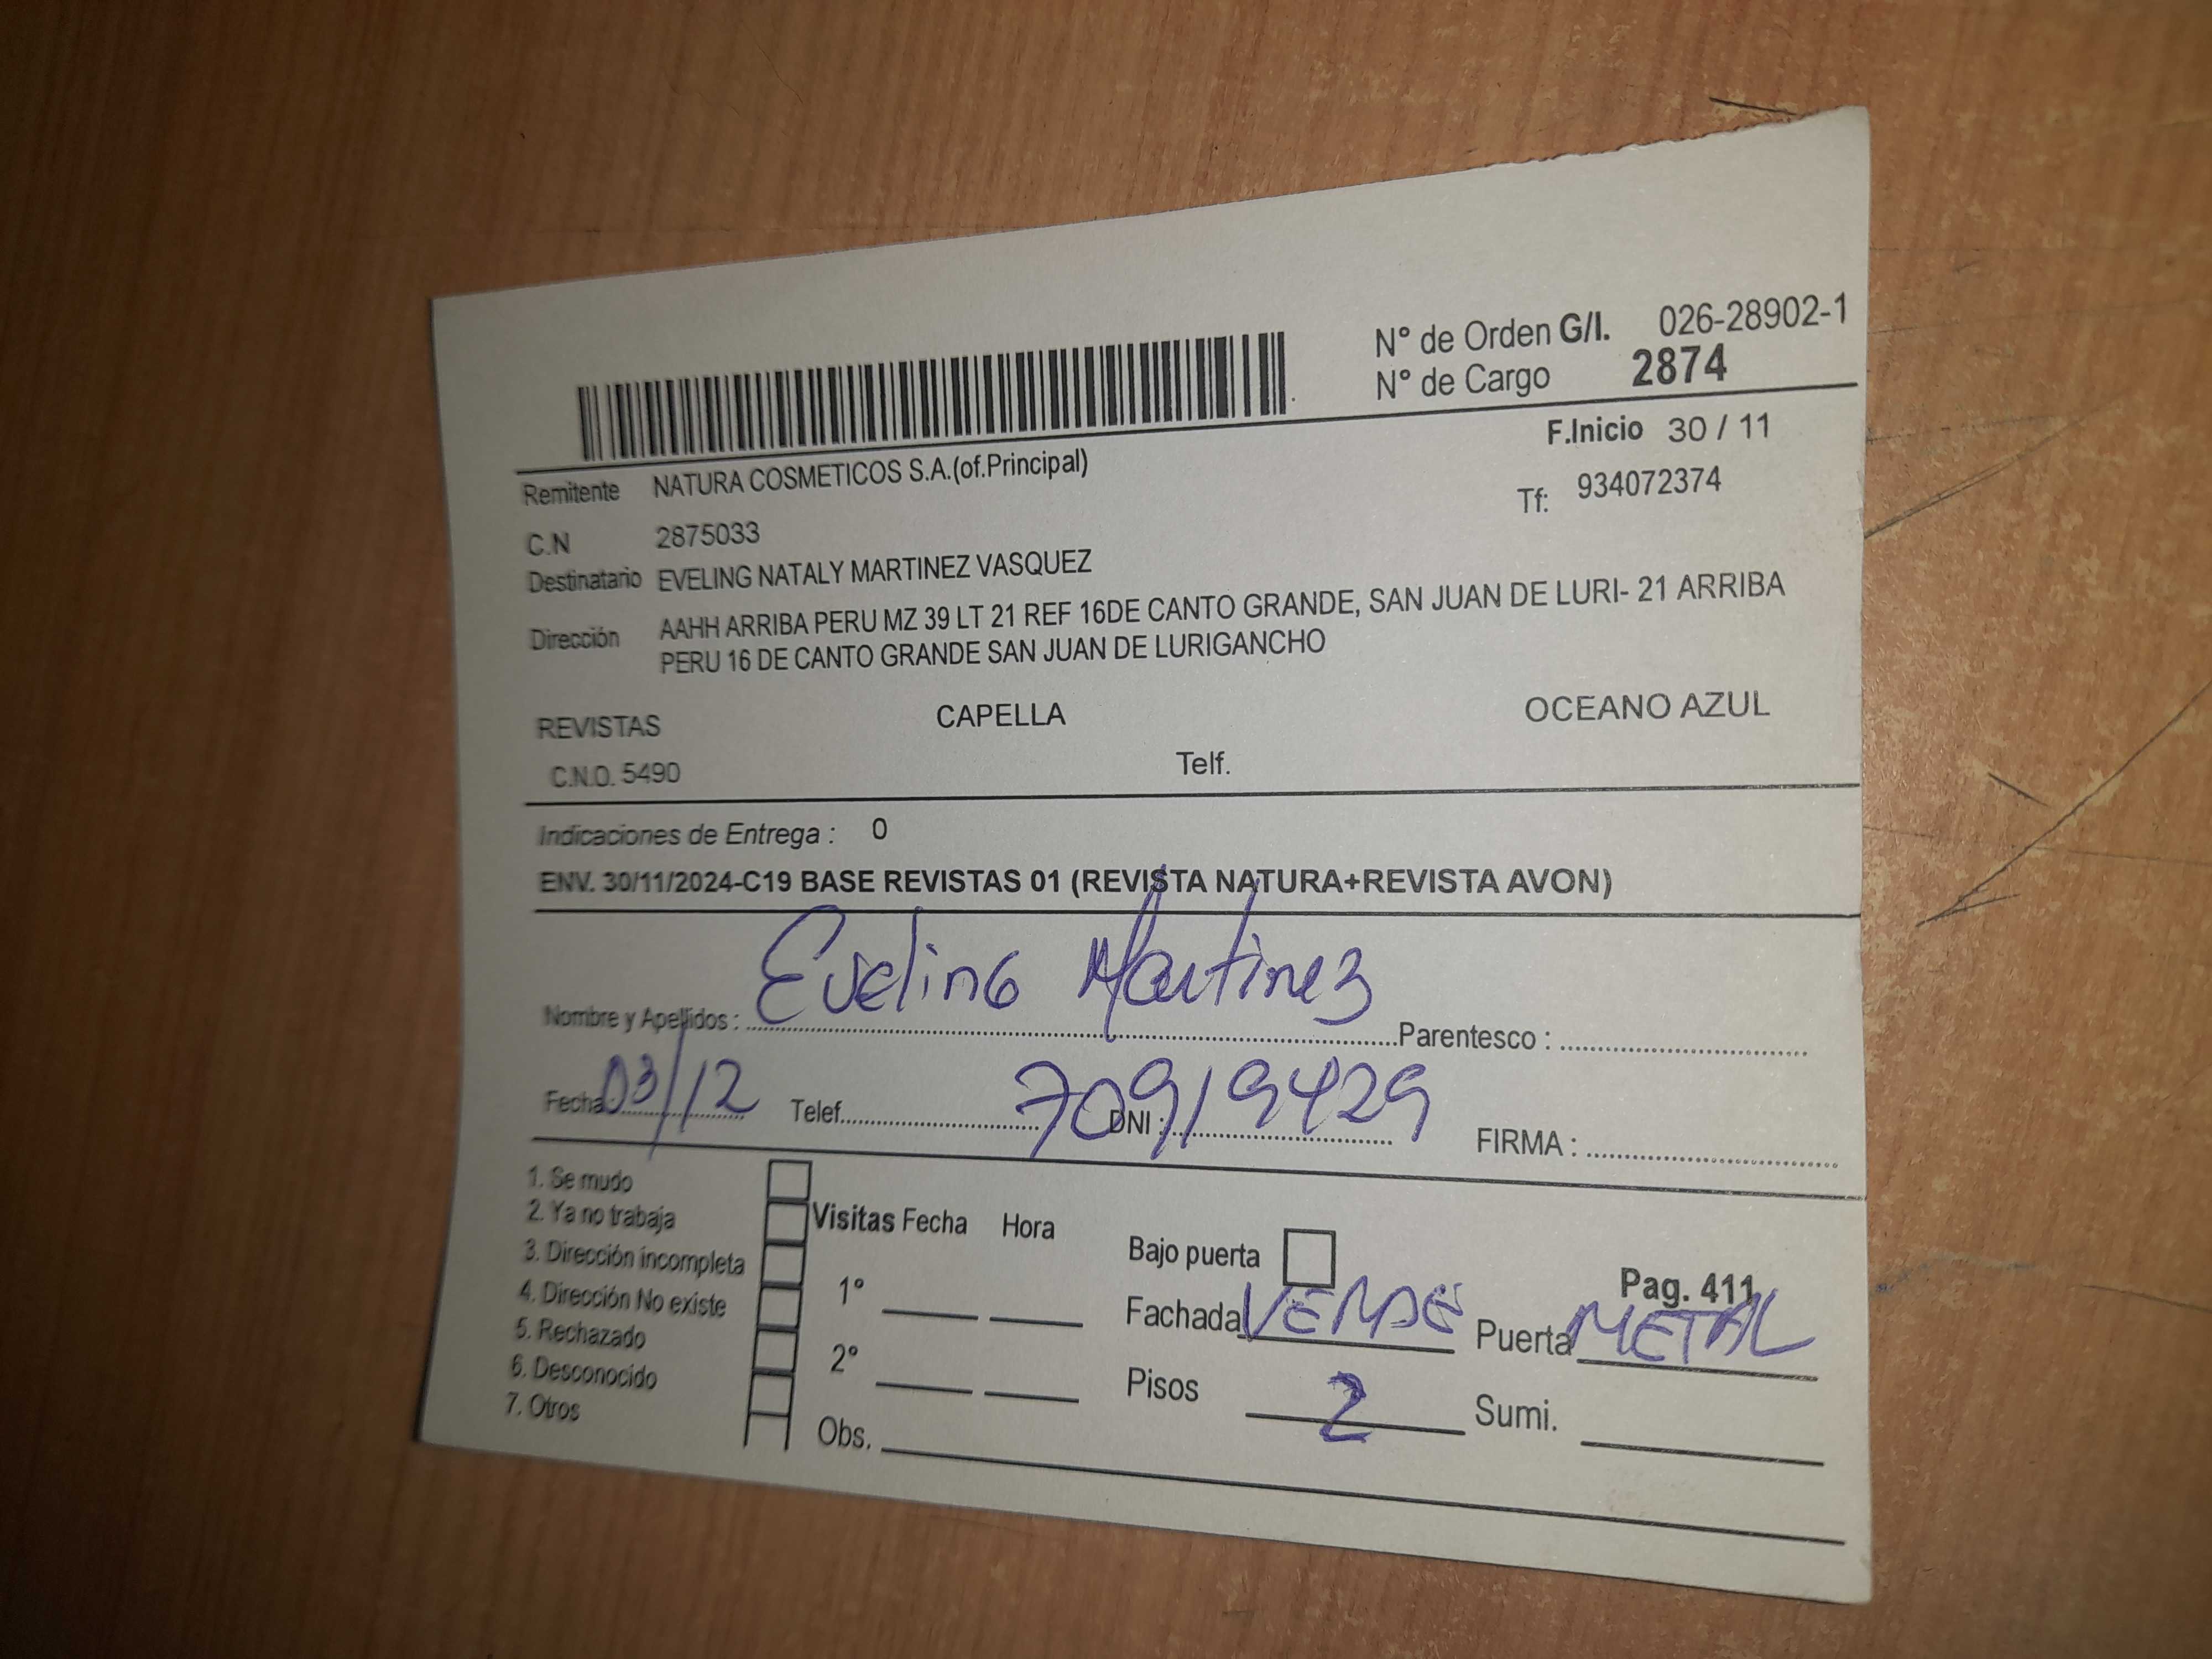 N° de Orden G/I. 026-28902-1
N° de Cargo 2874
F.Inicio 30 / 11
Remitente NATURA COSMETICOS S.A.(of.Principal)
Tf: 934072374
C.N 2875033
Destinatario EVELING NATALY MARTINEZ VASQUEZ
Dirección AAHH ARRIBA PERU MZ 39 LT 21 REF 16DE CANTO GRANDE, SAN JUAN DE LURI- 21 ARRIBA
PERU 16 DE CANTO GRANDE SAN JUAN DE LURIGANCHO
REVISTAS CAPELLA OCEANO AZUL
C.N.O. 5490 Telf.
Indicaciones de Entrega : 0
ENV. 30/11/2024-C19 BASE REVISTAS 01 (REVISTA NATURA+REVISTA AVON)
Nombre y Apellidos : Eveling Martinez Parentesco :
Fecha 03/12 Telef. DNI : 70919429 FIRMA :
1. Se mudo
2. Ya no trabaja
3. Dirección incompleta
4. Dirección No existe
5. Rechazado
6. Desconocido
7. Otros
Visitas Fecha Hora
1°
2°
Obs.
Bajo puerta
Pag. 411
Fachada VERDE Puerta METAL
Pisos 2 Sumi.